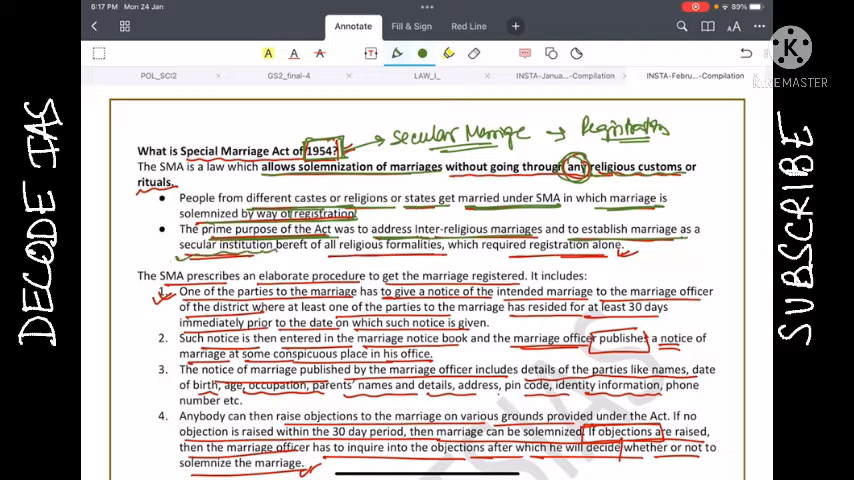 6:17 PM Mon 24 Jan
89%
Annotate
Fill & Sign
Red Line
AA
POL_SCI2
GS2_final-4
LAW_I_
INSTA-Janua...-Compilation
INSTA-Febru...-Compilation
K
KINEMASTER
DECODE IAS
SUBSCRIBE
secular Marriage → Registration
What is Special Marriage Act of 1954?
The SMA is a law which allows solemnization of marriages without going through any religious customs or
rituals.
• People from different castes or religions or states get married under SMA in which marriage is
solemnized by way of registration.
• The prime purpose of the Act was to address Inter-religious marriages and to establish marriage as a
secular institution bereft of all religious formalities, which required registration alone.
The SMA prescribes an elaborate procedure to get the marriage registered. It includes:
1. One of the parties to the marriage has to give a notice of the intended marriage to the marriage officer
of the district where at least one of the parties to the marriage has resided for at least 30 days
immediately prior to the date on which such notice is given.
2. Such notice is then entered in the marriage notice book and the marriage officer publishes a notice of
marriage at some conspicuous place in his office.
3. The notice of marriage published by the marriage officer includes details of the parties like names, date
of birth, age, occupation, parents' names and details, address, pin code, identity information, phone
number etc.
4. Anybody can then raise objections to the marriage on various grounds provided under the Act. If no
objection is raised within the 30 day period, then marriage can be solemnized. If objections are raised,
then the marriage officer has to inquire into the objections after which he will decide whether or not to
solemnize the marriage.